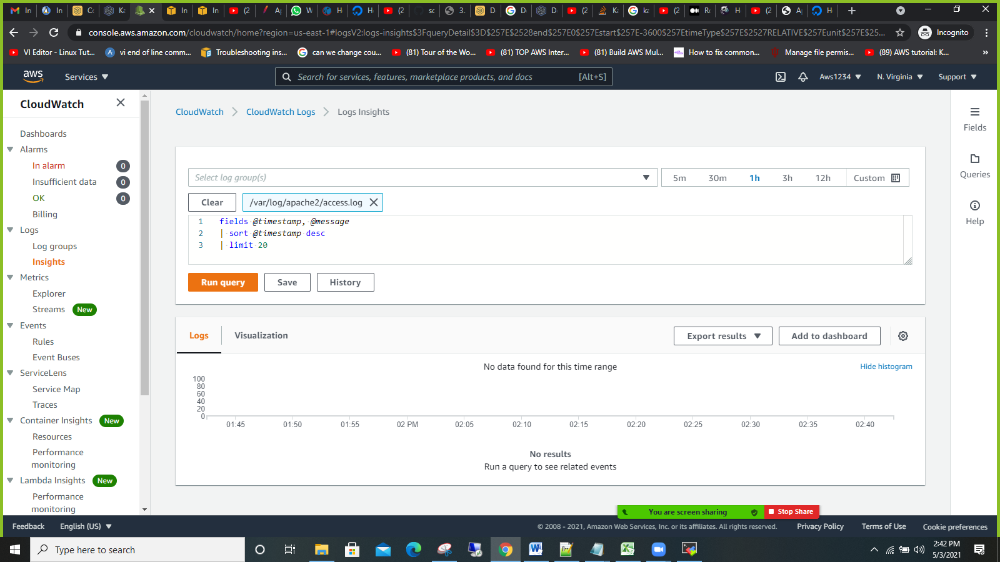 In
In
Co
Ka
In
In
(2
Ap
W
H
H
(2
sc
3.
D
G
D
(2
Ka
ka
(2
Re
H
(2
A
H
console.aws.amazon.com/cloudwatch/home?region=us-east-1#logsV2:logs-insights$3FqueryDetail$3D$257E$2528end$257E0$257Estart$257E-3600$257EtimeType$257E$2527RELATIVE$257Eunit$257E$25...
Incognito
VI Editor - Linux Tut...
vi end of line comm...
Troubleshooting ins...
can we change cou...
(81) Tour of the Wo...
(81) TOP AWS Inter...
(81) Build AWS Mul...
How to fix common...
Manage file permis...
(89) AWS tutorial: K...
»
aws
Services
Search for services, features, marketplace products, and docs
[Alt+S]
Aws1234
N. Virginia
Support
CloudWatch
Dashboards
Alarms
In alarm 0
Insufficient data 0
OK 0
Billing
Logs
Log groups
Insights
Metrics
Explorer
Streams New
Events
Rules
Event Buses
ServiceLens
Service Map
Traces
Container Insights New
Resources
Performance
monitoring
Lambda Insights New
Performance
monitoring
CloudWatch
CloudWatch Logs
Logs Insights
Select log group(s)
5m 30m 1h 3h 12h Custom
Clear
/var/log/apache2/access.log
1 fields @timestamp, @message
2 | sort @timestamp desc
3 | limit 20
Run query
Save
History
Logs
Visualization
Export results
Add to dashboard
No data found for this time range
Hide histogram
100
80
60
40
20
0
01:45 01:50 01:55 02 PM 02:05 02:10 02:15 02:20 02:25 02:30 02:35 02:40
No results
Run a query to see related events
Fields
Queries
Help
You are screen sharing
Stop Share
Feedback
English (US)
© 2008 - 2021, Amazon Web Services, Inc. or its affiliates. All rights reserved.
Privacy Policy
Terms of Use
Cookie preferences
Type here to search
2:42 PM
5/3/2021